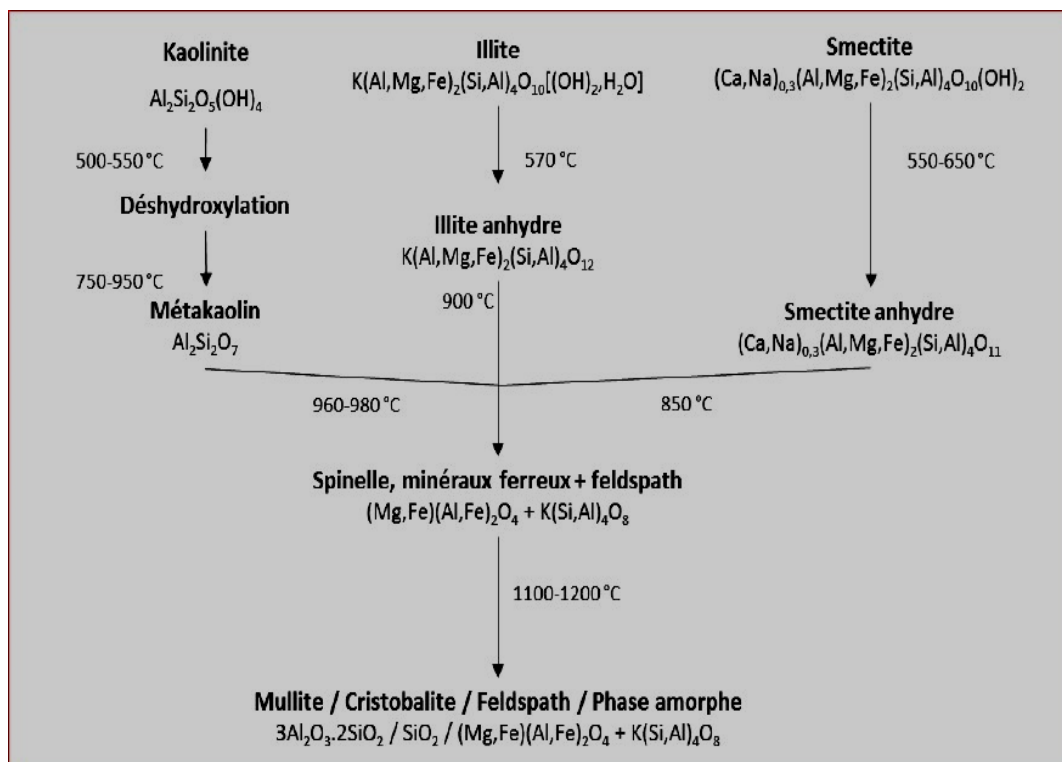 Kaolinite
Illite
Smectite
Al₂Si₂O₅(OH)₄
K(Al,Mg,Fe)₂(Si,Al)₄O₁₀[(OH)₂,H₂O]
(Ca,Na)₀,₃(Al,Mg,Fe)₂(Si,Al)₄O₁₀(OH)₂
500-550°C
570°C
550-650°C
Déshydroxylation
Illite anhydre
K(Al,Mg,Fe)₂(Si,Al)₄O₁₂
750-950°C
900°C
Métakaolin
Al₂Si₂O₇
Smectite anhydre
(Ca,Na)₀,₃(Al,Mg,Fe)₂(Si,Al)₄O₁₁
960-980°C
850°C
Spinelle, minéraux ferreux + feldspath
(Mg,Fe)(Al,Fe)₂O₄ + K(Si,Al)₄O₈
1100-1200°C
Mullite / Cristobalite / Feldspath / Phase amorphe
3Al₂O₃.2SiO₂ / SiO₂ / (Mg,Fe)(Al,Fe)₂O₄ + K(Si,Al)₄O₈